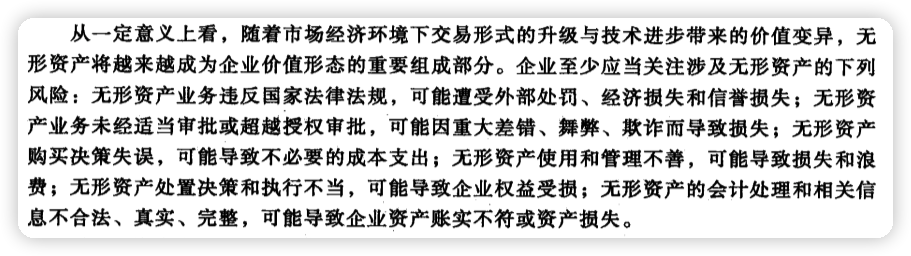 从一定意义上看，随着市场经济环境下交易形式的升级与技术进步带来的价值变异，无
形资产将越来越成为企业价值形态的重要组成部分。企业至少应当关注涉及无形资产的下列
风险：无形资产业务违反国家法律法规，可能遭受外部处罚、经济损失和信誉损失；无形资
产业务未经适当审批或超越授权审批，可能因重大差错、舞弊、欺诈而导致损失；无形资产
购买决策失误，可能导致不必要的成本支出；无形资产使用和管理不善，可能导致损失和浪
费；无形资产处置决策和执行不当，可能导致企业权益受损；无形资产的会计处理和相关信
息不合法、真实、完整，可能导致企业资产账实不符或资产损失。